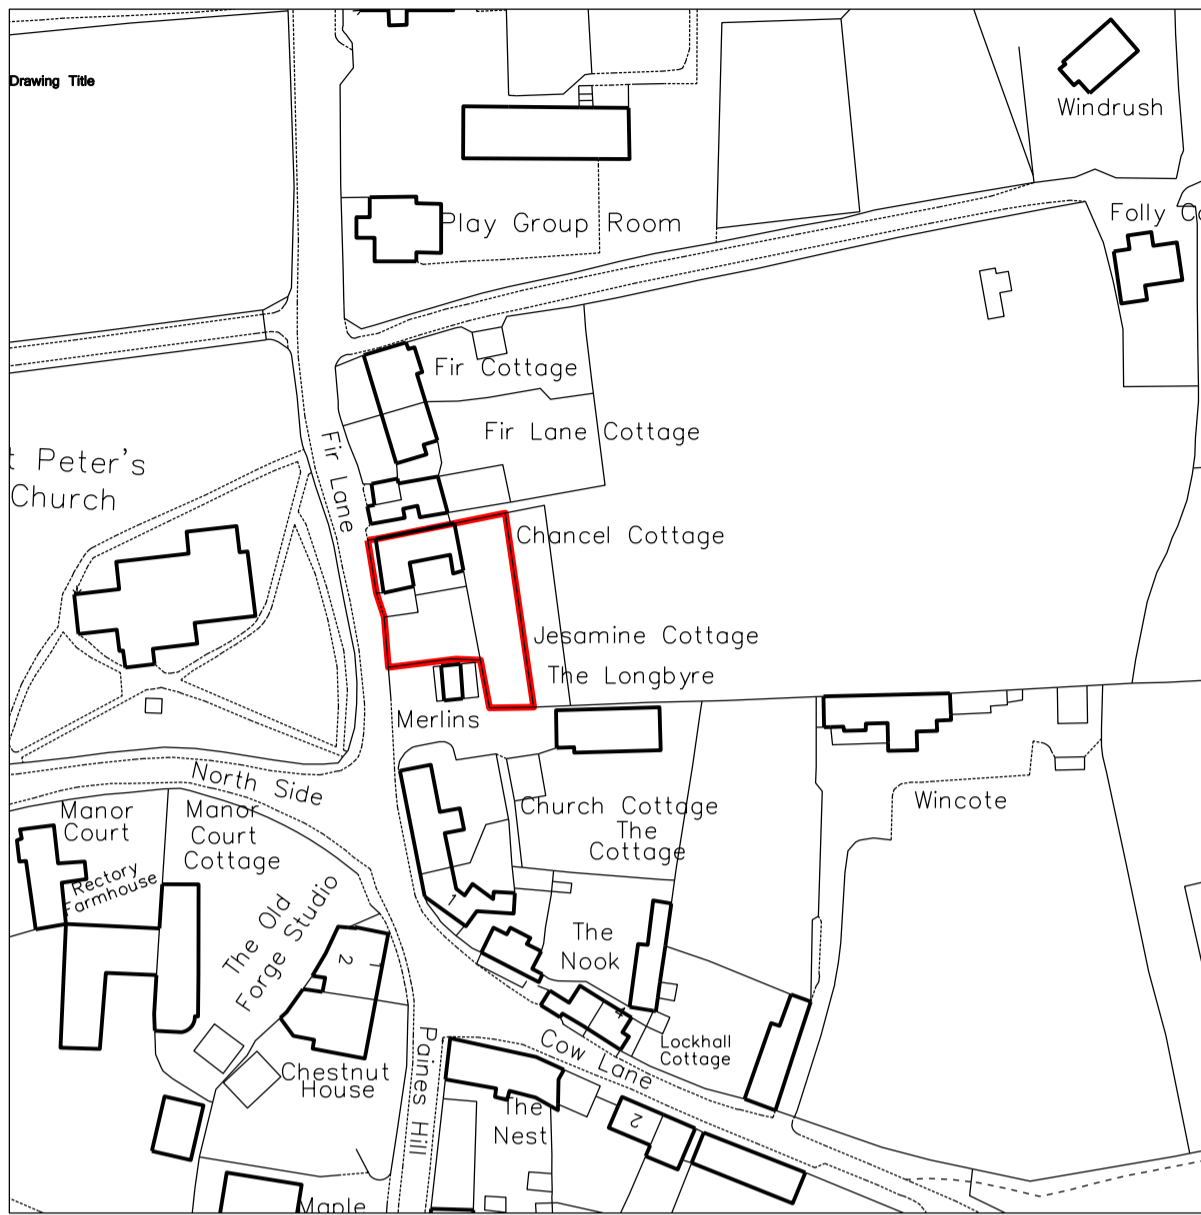 Drawing Title
Windrush
Folly
Play Group Room
Fir Cottage
Fir Lane Cottage
Fir Lane
Peter's
Church
Chancel Cottage
Jesamine Cottage
The Longbyre
Merlins
North Side
Manor
Court
Manor
Court
Cottage
Rectory
Farmhouse
Church Cottage
The
Cottage
Wincote
The Old
Forge Studio
1
The
Nook
2
1
4
Lockhall
Cottage
Cow Lane
Paines Hill
Chestnut
House
The
Nest
2
Maple